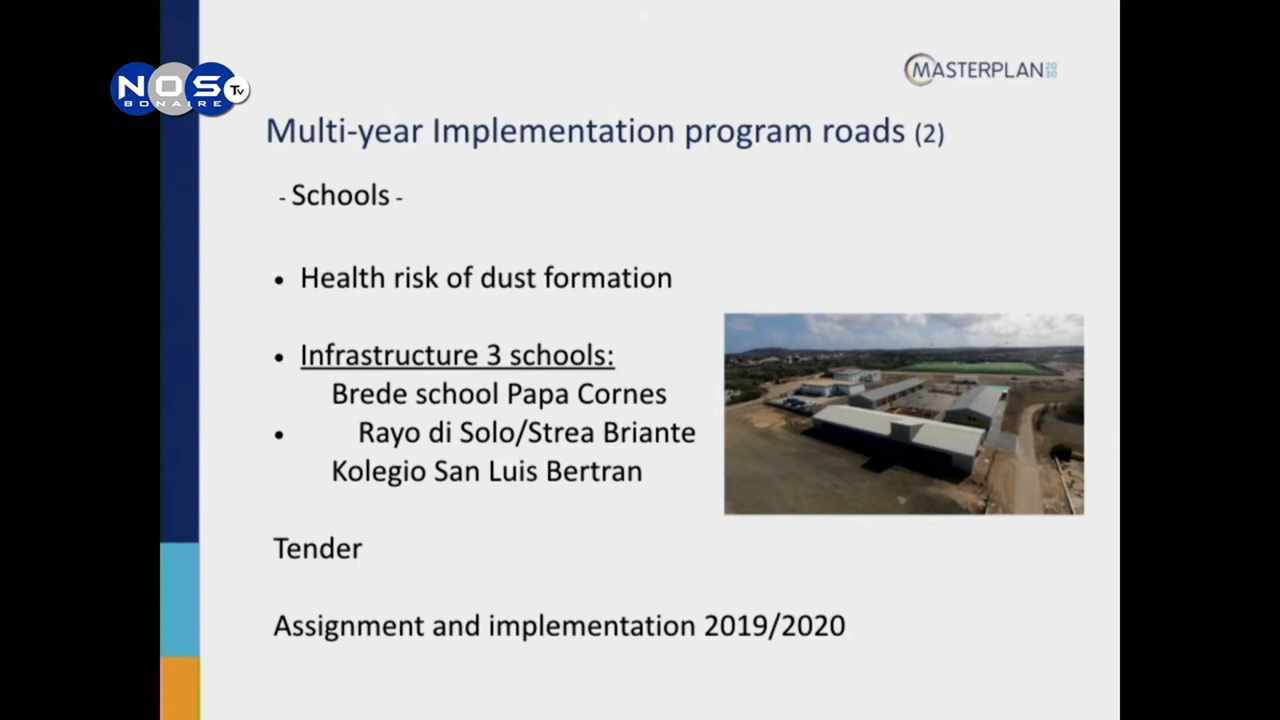 NOS
BONAIRE
Tv
MASTERPLAN 2030
Multi-year Implementation program roads (2)
- Schools -
• Health risk of dust formation
• Infrastructure 3 schools:
Brede school Papa Cornes
• Rayo di Solo/Strea Briante
Kolegio San Luis Bertran
Tender
Assignment and implementation 2019/2020